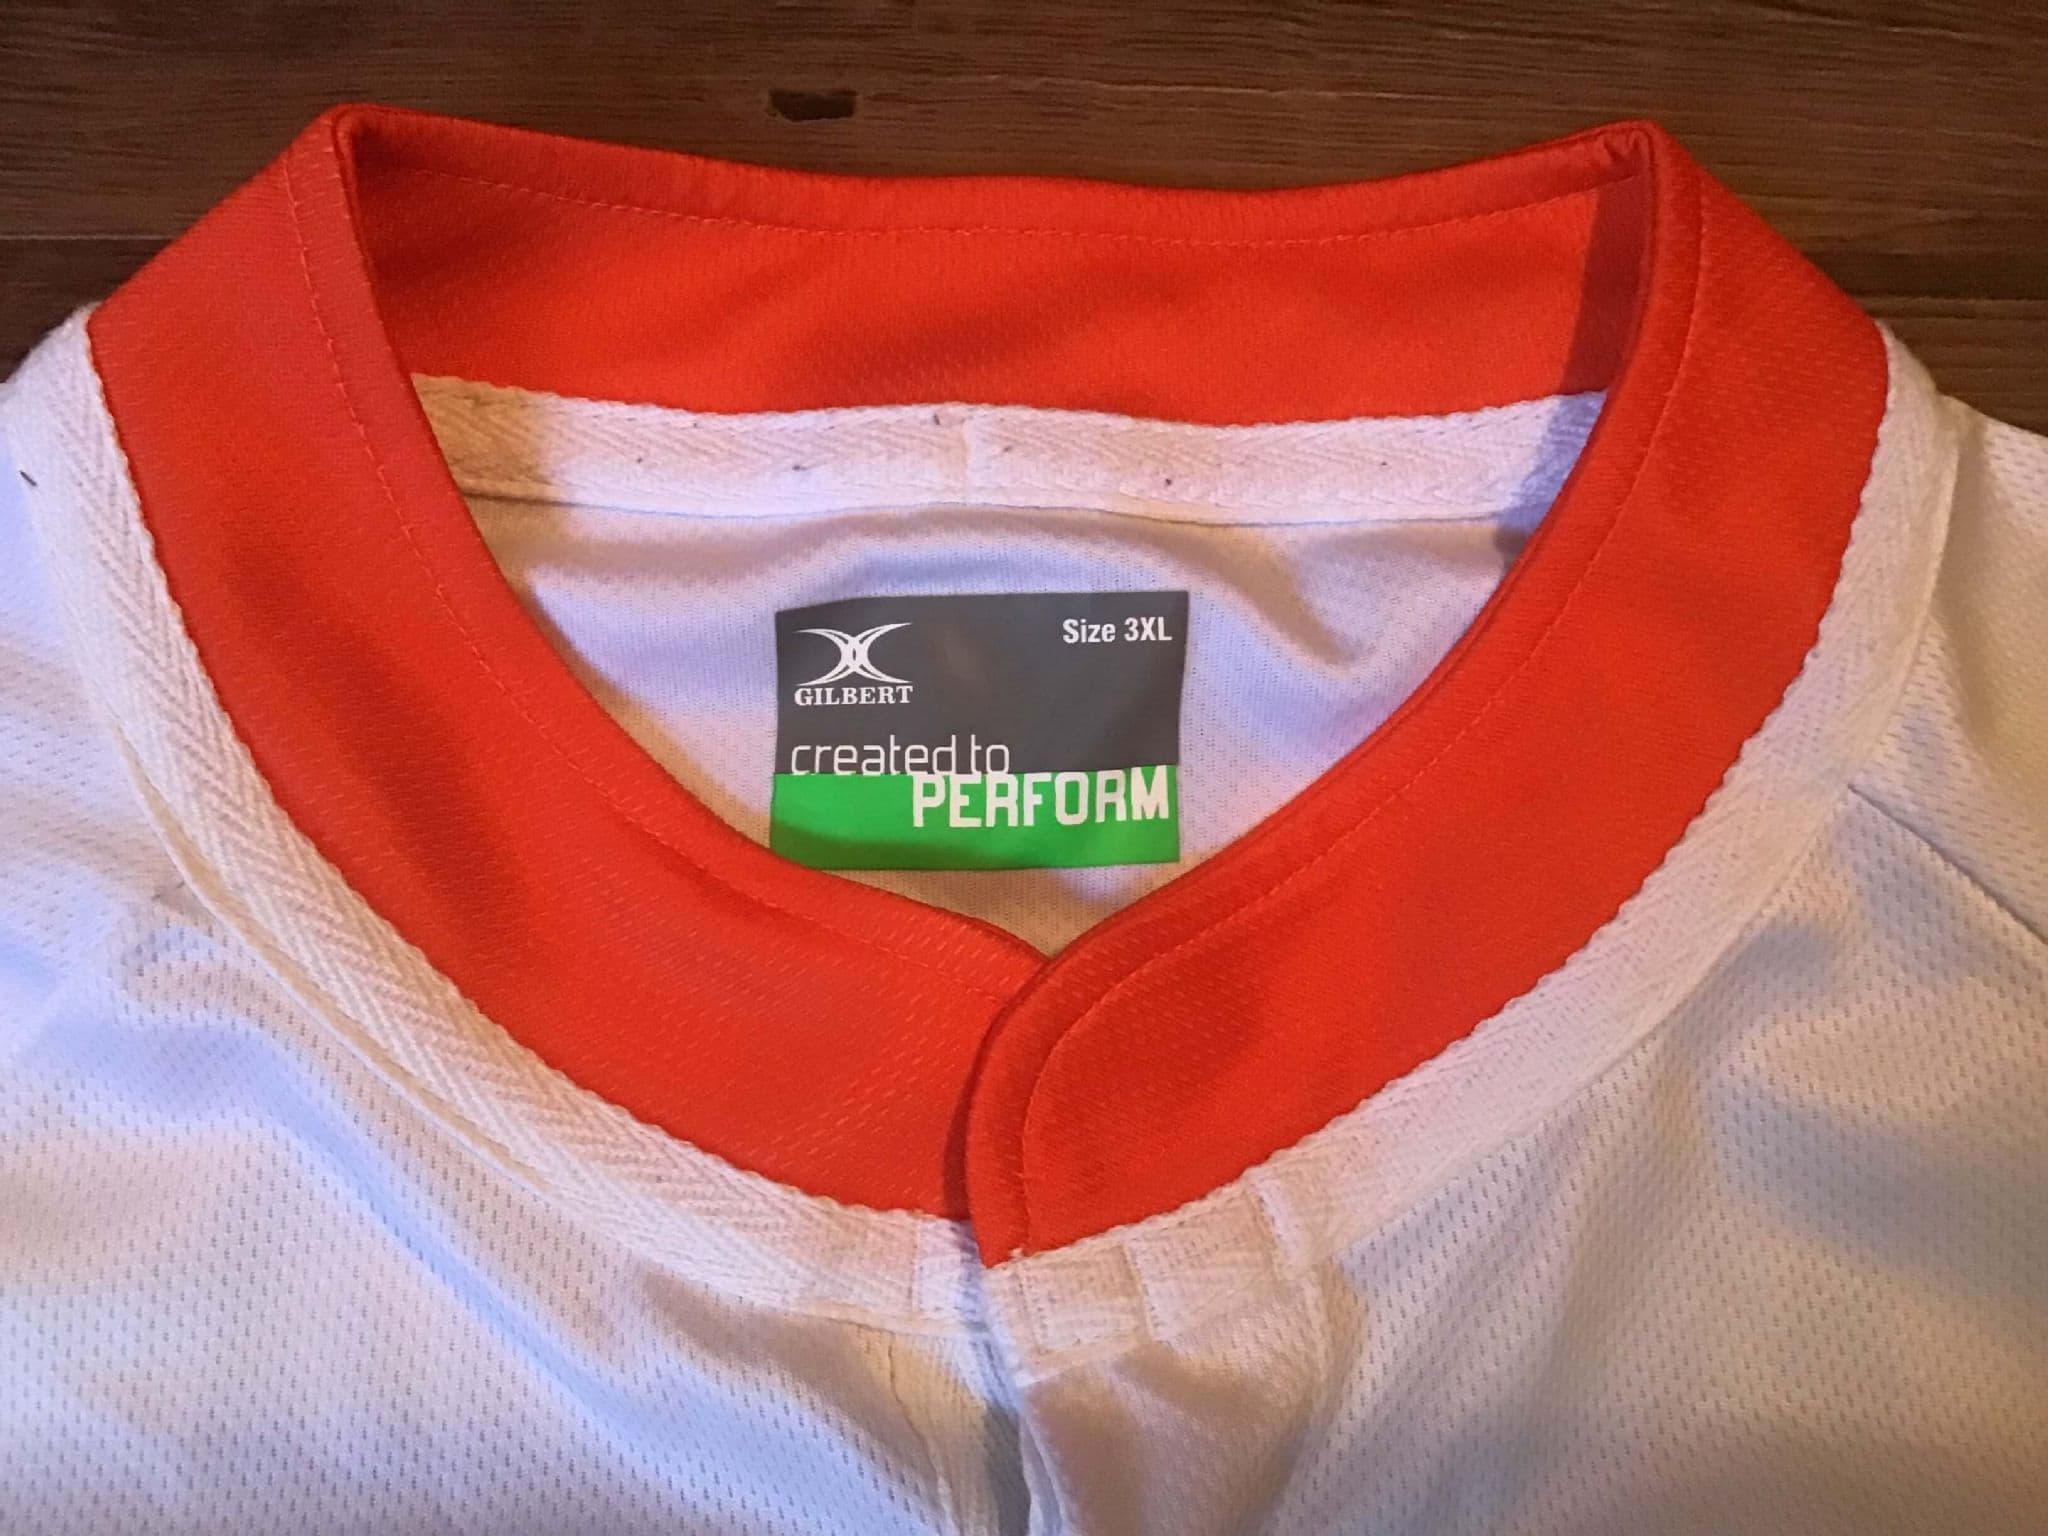 Size 3XL
GILBERT
created to
PERFORM